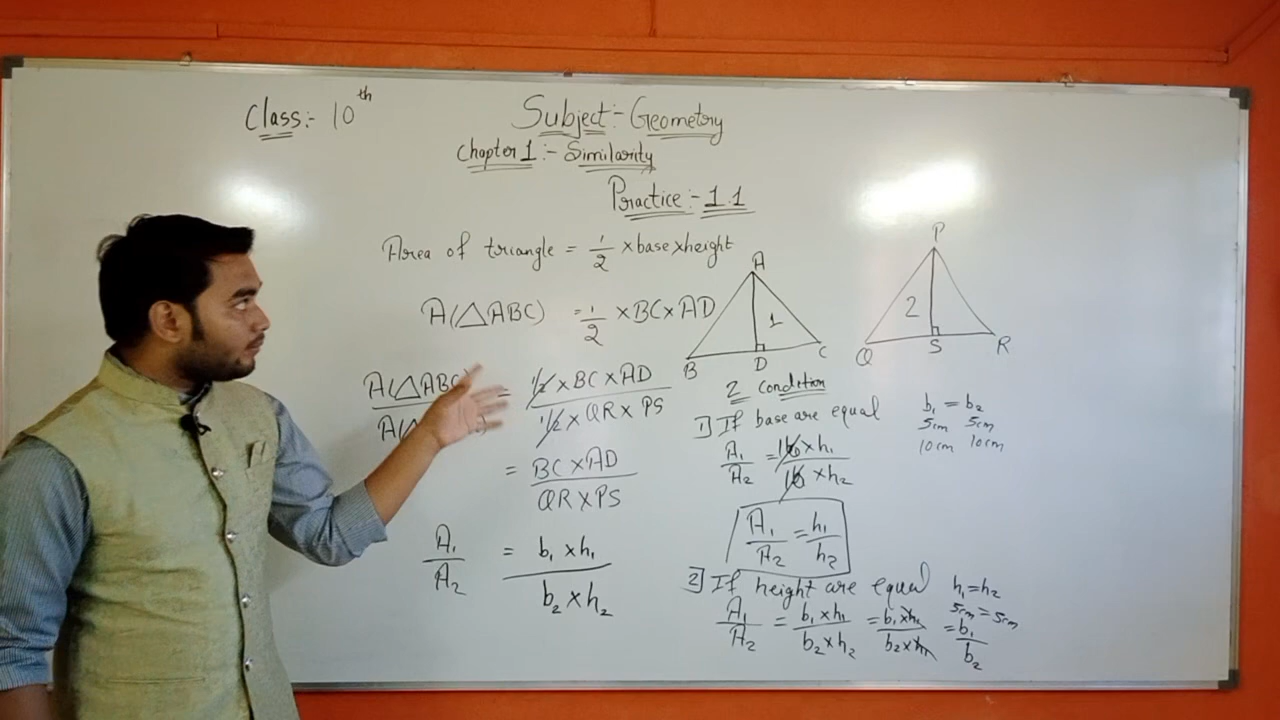 Class:- 10th
Subject:- Geometry
Chapter 1:- Similarity
Practice:- 1.1
Area of triangle = 1/2 × base × height
A(△ABC) = 1/2 × BC × AD
A(△ABC) / A(△ = 1/2 × BC × AD / 1/2 × QR × PS
= BC × AD / QR × PS
A₁/A₂ = b₁ × h₁ / b₂ × h₂
A
1
B D C
P
2
Q S R
2 condition
1] If base are equal b₁ = b₂
5cm 5cm
10cm 10cm
A₁/A₂ = × h₁ / × h₂
A₁/A₂ = h₁/h₂
2] If height are equal h₁ = h₂
5cm = 5cm
A₁/A₂ = b₁ × h₁ / b₂ × h₂ = b₁ × h₁ / b₂ × h₁ = b₁/b₂